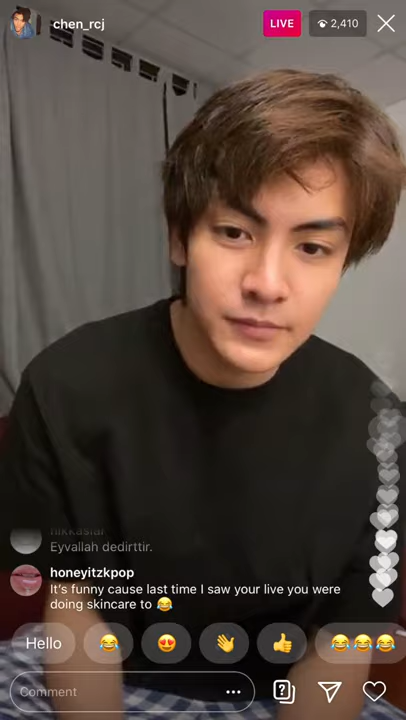 chen_rcj
LIVE
2,410
nikkaslar
Eyvallah dedirttir.
honeyitzkpop
It's funny cause last time I saw your live you were
doing skincare to 😂
Hello
Comment